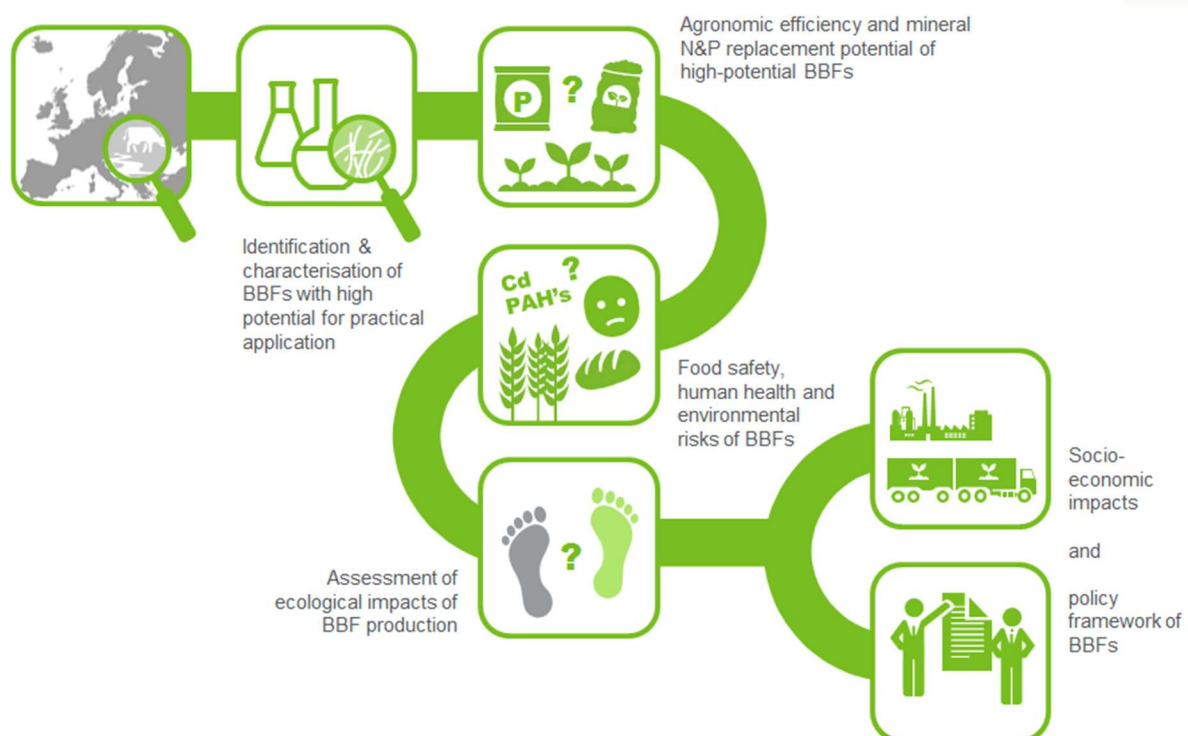 Agronomic efficiency and mineral
N&P replacement potential of
high-potential BBFs
P
?
Identification &
characterisation of
BBFs with high
potential for practical
application
Cd
?
PAH's
Food safety,
human health and
environmental
risks of BBFs
?
Assessment of
ecological impacts of
BBF production
Socio-
economic
impacts
and
policy
framework of
BBFs